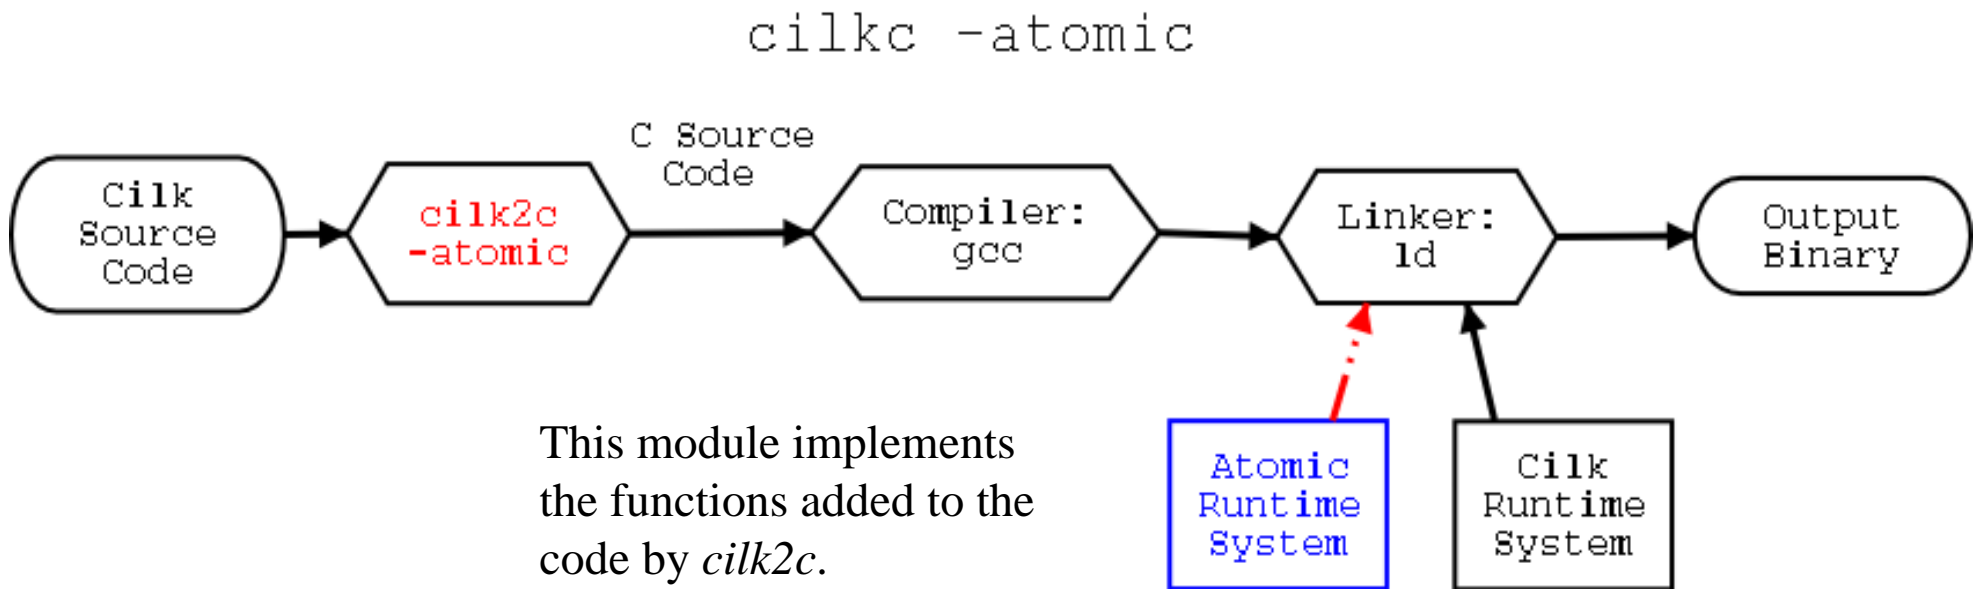 cilkc -atomic
C Source
Code
Cilk
Source
Code
cilk2c
-atomic
Compiler:
gcc
Linker:
ld
Output
Binary
This module implements
the functions added to the
code by cilk2c.
Atomic
Runtime
System
Cilk
Runtime
System